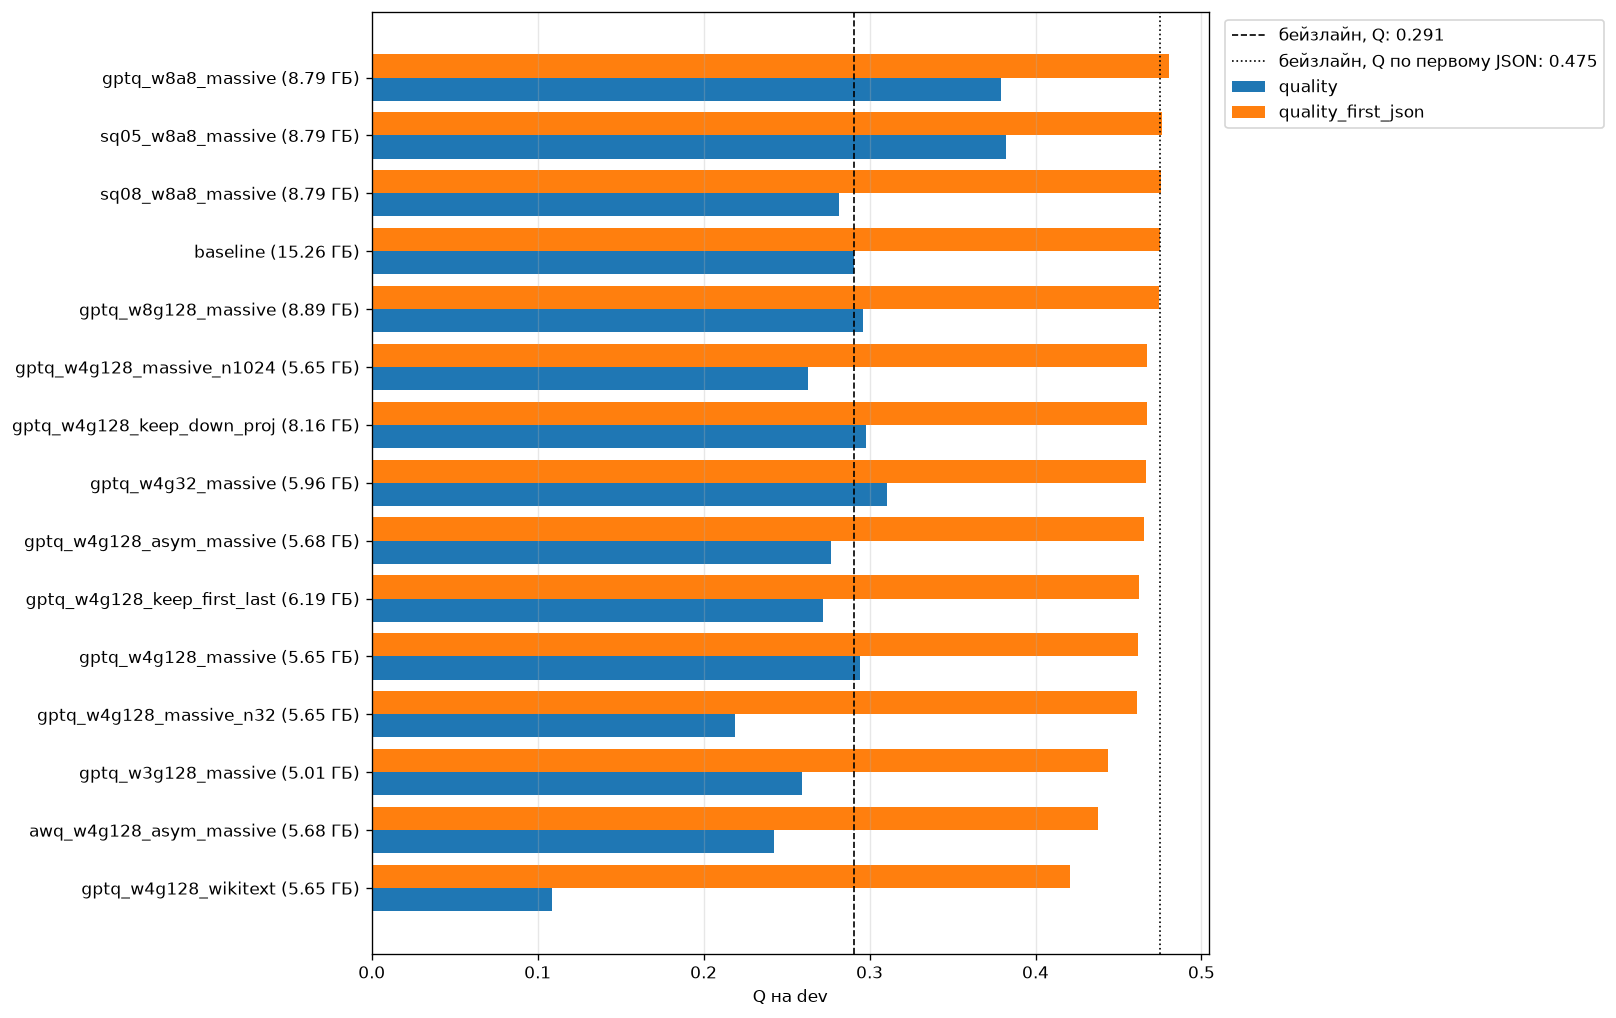 gptq_w8a8_massive (8.79 ГБ)
sq05_w8a8_massive (8.79 ГБ)
sq08_w8a8_massive (8.79 ГБ)
baseline (15.26 ГБ)
gptq_w8g128_massive (8.89 ГБ)
gptq_w4g128_massive_n1024 (5.65 ГБ)
gptq_w4g128_keep_down_proj (8.16 ГБ)
gptq_w4g32_massive (5.96 ГБ)
gptq_w4g128_asym_massive (5.68 ГБ)
gptq_w4g128_keep_first_last (6.19 ГБ)
gptq_w4g128_massive (5.65 ГБ)
gptq_w4g128_massive_n32 (5.65 ГБ)
gptq_w3g128_massive (5.01 ГБ)
awq_w4g128_asym_massive (5.68 ГБ)
gptq_w4g128_wikitext (5.65 ГБ)
0.0 0.1 0.2 0.3 0.4 0.5
Q на dev
бейзлайн, Q: 0.291
бейзлайн, Q по первому JSON: 0.475
quality
quality_first_json